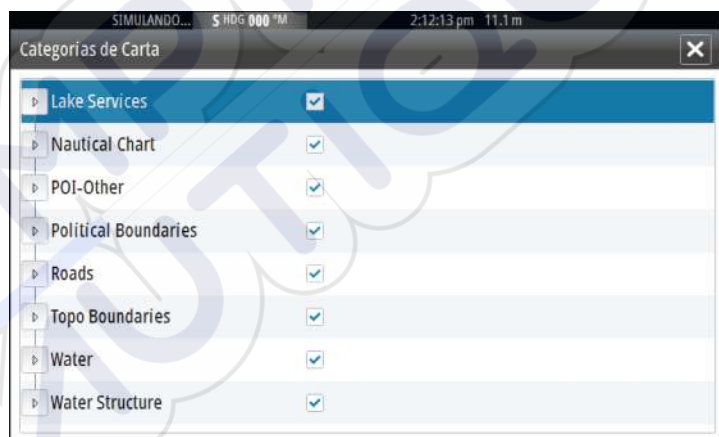 SIMULANDO... S HDG 000 °M 2:12:13 pm 11.1 m
Categorías de Carta
Lake Services
Nautical Chart
POI-Other
Political Boundaries
Roads
Topo Boundaries
Water
Water Structure